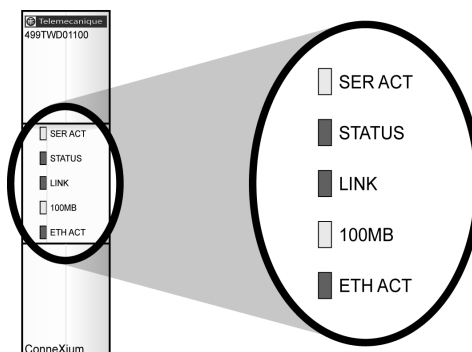 Telemecanique
499TWD01100
SER ACT
STATUS
LINK
100MB
ETH ACT
ConneXium
SER ACT
STATUS
LINK
100MB
ETH ACT